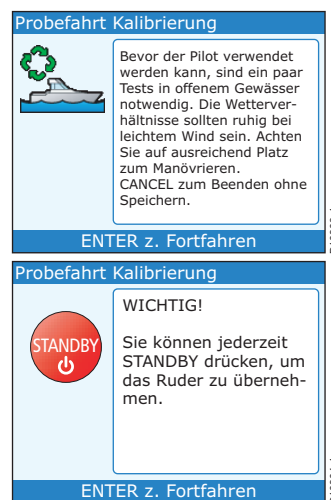 Probefahrt Kalibrierung
Bevor der Pilot verwendet
werden kann, sind ein paar
Tests in offenem Gewässer
notwendig. Die Wetterver-
hältnisse sollten ruhig bei
leichtem Wind sein. Achten
Sie auf ausreichend Platz
zum Manövrieren.
CANCEL zum Beenden ohne
Speichern.
ENTER z. Fortfahren
Probefahrt Kalibrierung
WICHTIG!
STANDBY
Sie können jederzeit
STANDBY drücken, um
das Ruder zu überneh-
men.
ENTER z. Fortfahren